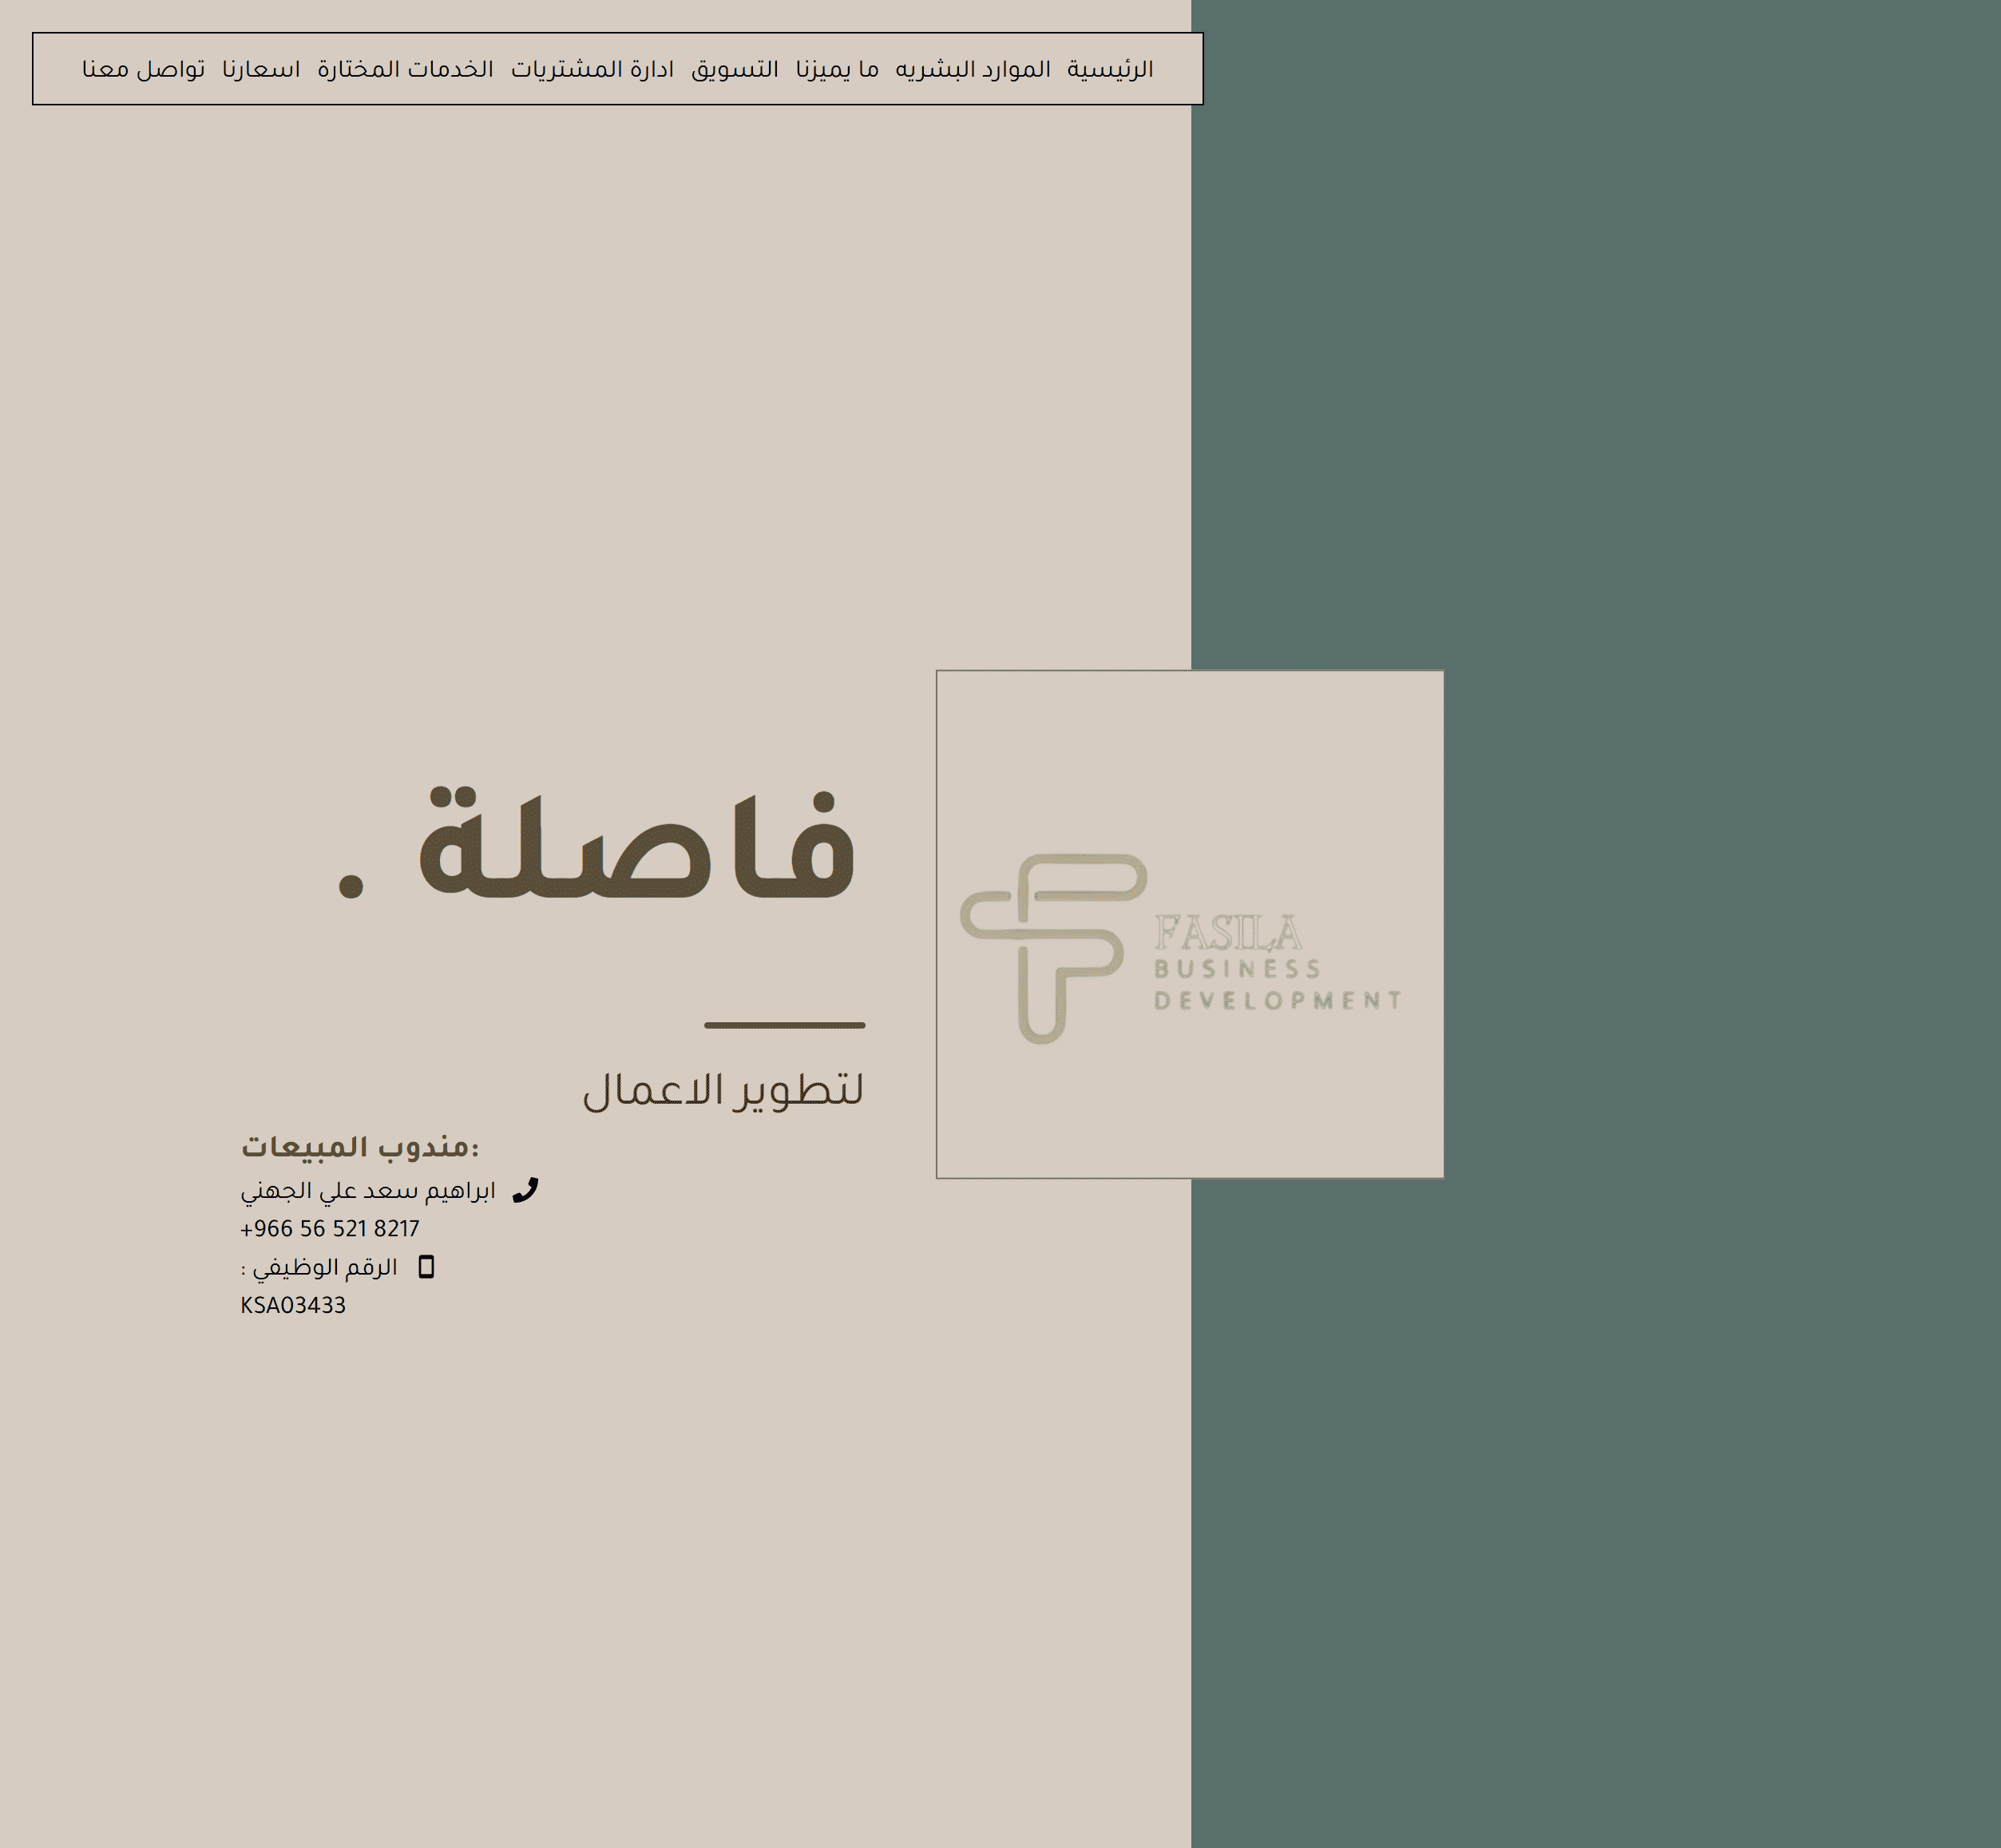 الرئيسية الموارد البشريه ما يميزنا التسويق ادارة المشتريات الخدمات المختارة اسعارنا تواصل معنا
فاصلة .
FASILA
BUSINESS
DEVELOPMENT
لتطوير الاعمال
:مندوب المبيعات
ابراهيم سعد علي الجهني
+966 56 521 8217
الرقم الوظيفي :
KSA03433